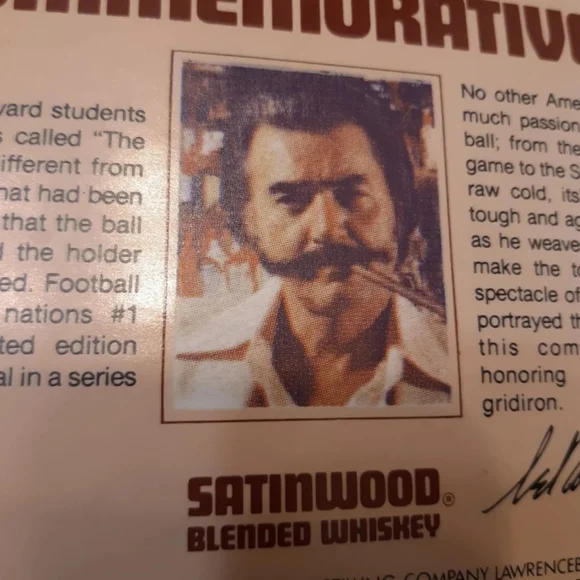 COMMEMORATIVE
vard students
s called "The
ifferent from
hat had been
that the ball
d the holder
ed. Football
nations #1
ted edition
al in a series
No other Ame
much passion
ball; from the
game to the S
raw cold, its
tough and ag
as he weave
make the to
spectacle of
portrayed th
this com
honoring
gridiron.
SATINWOOD®
BLENDED WHISKEY
COMPANY LAWRENCEB